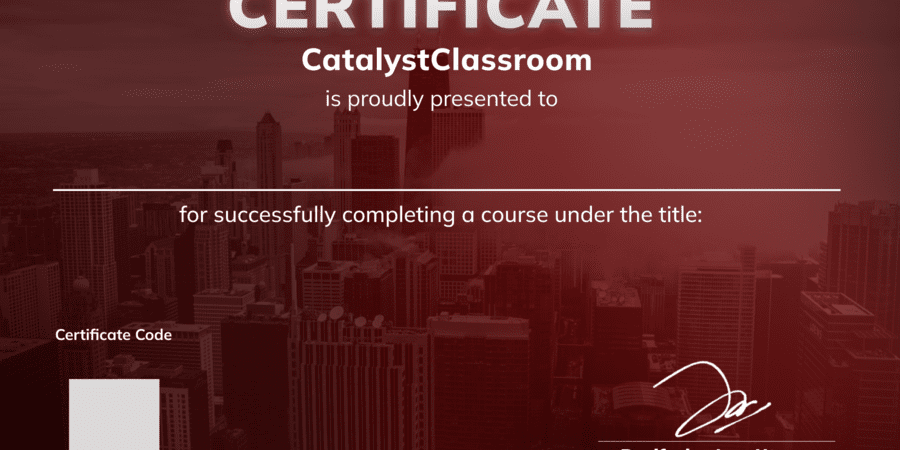 CERTIFICATE
CatalystClassroom
is proudly presented to
for successfully completing a course under the title:
Certificate Code